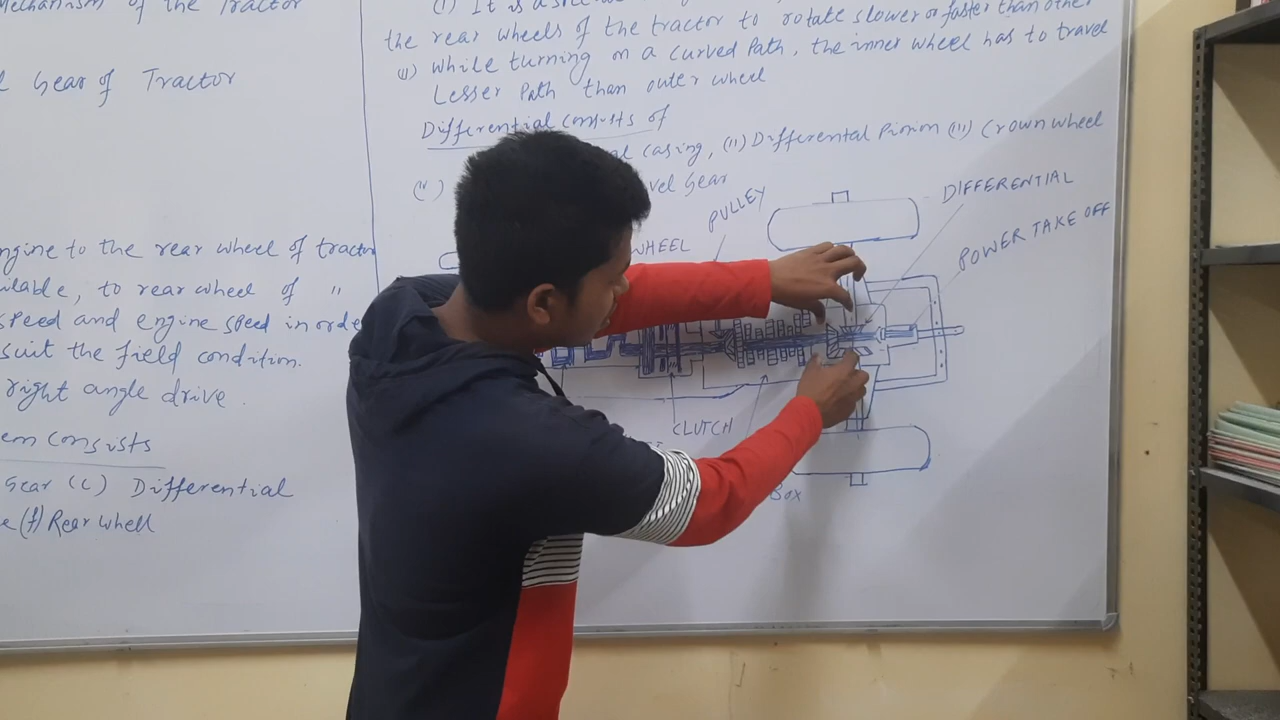 Mechanism of the Tractor
Gear of Tractor
engine to the rear wheel of tractor
to rear wheel of "
speed and engine speed in orde
suit the field condition.
right angle drive.
Consists
Gear (c) Differential
(f) Rear wheel
(i) It is a
the rear wheels of the tractor to rotate slower or faster than other
(ii) while turning on a curved Path, the inner wheel has to travel
Lesser Path than outer wheel
Differential consists of
casing, (ii) Differential Pinion (iii) Crown wheel
Gear
PULLEY
DIFFERENTIAL
WHEEL
POWER TAKE OFF
CLUTCH
Box